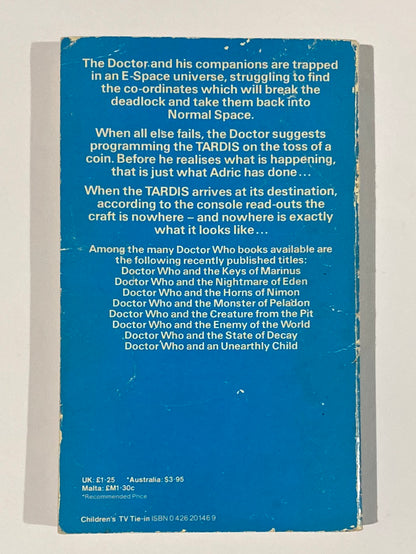 The Doctor and his companions are trapped
in an E-Space universe, struggling to find
the co-ordinates which will break the
deadlock and take them back into
Normal Space.
When all else fails, the Doctor suggests
programming the TARDIS on the toss of a
coin. Before he realises what is happening,
that is just what Adric has done...
When the TARDIS arrives at its destination,
according to the console read-outs the
craft is nowhere – and nowhere is exactly
what it looks like...
Among the many Doctor Who books available are
the following recently published titles:
Doctor Who and the Keys of Marinus
Doctor Who and the Nightmare of Eden
Doctor Who and the Horns of Nimon
Doctor Who and the Monster of Peladon
Doctor Who and the Creature from the Pit
Doctor Who and the Enemy of the World
Doctor Who and the State of Decay
Doctor Who and an Unearthly Child
UK: £1·25 *Australia: $3·95
Malta: £M1·30c
*Recommended Price
Children's TV Tie-in ISBN 0 426 20146 9